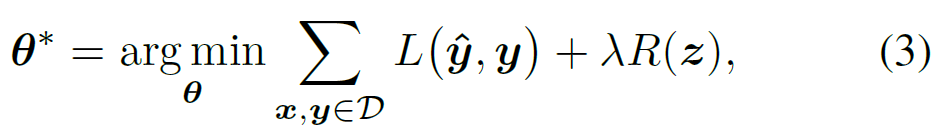 θ* = arg min_θ ∑_{x,y∈𝒟} L(ŷ, y) + λR(z), (3)